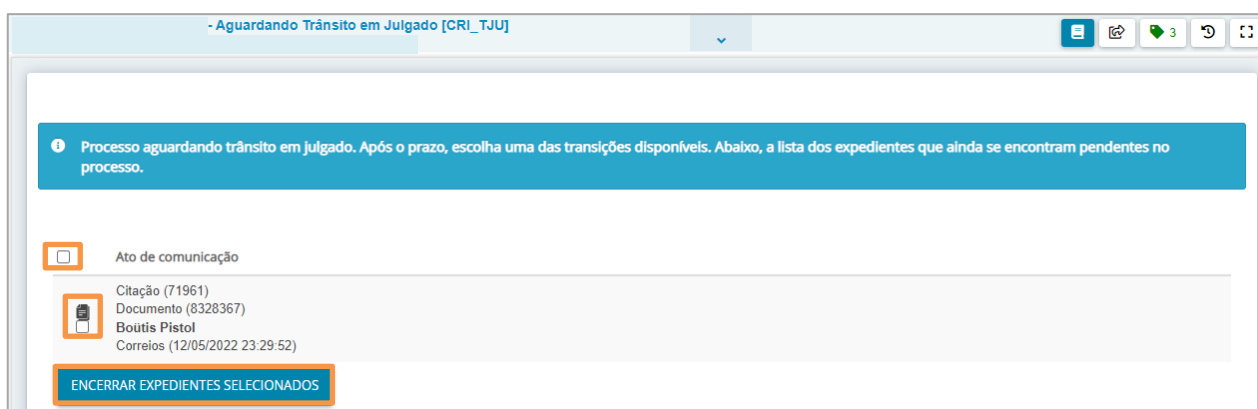 - Aguardando Trânsito em Julgado [CRI_TJU]
3
Processo aguardando trânsito em julgado. Após o prazo, escolha uma das transições disponíveis. Abaixo, a lista dos expedientes que ainda se encontram pendentes no
processo.
Ato de comunicação
Citação (71961)
Documento (8328367)
Boütis Pistol
Correios (12/05/2022 23:29:52)
ENCERRAR EXPEDIENTES SELECIONADOS